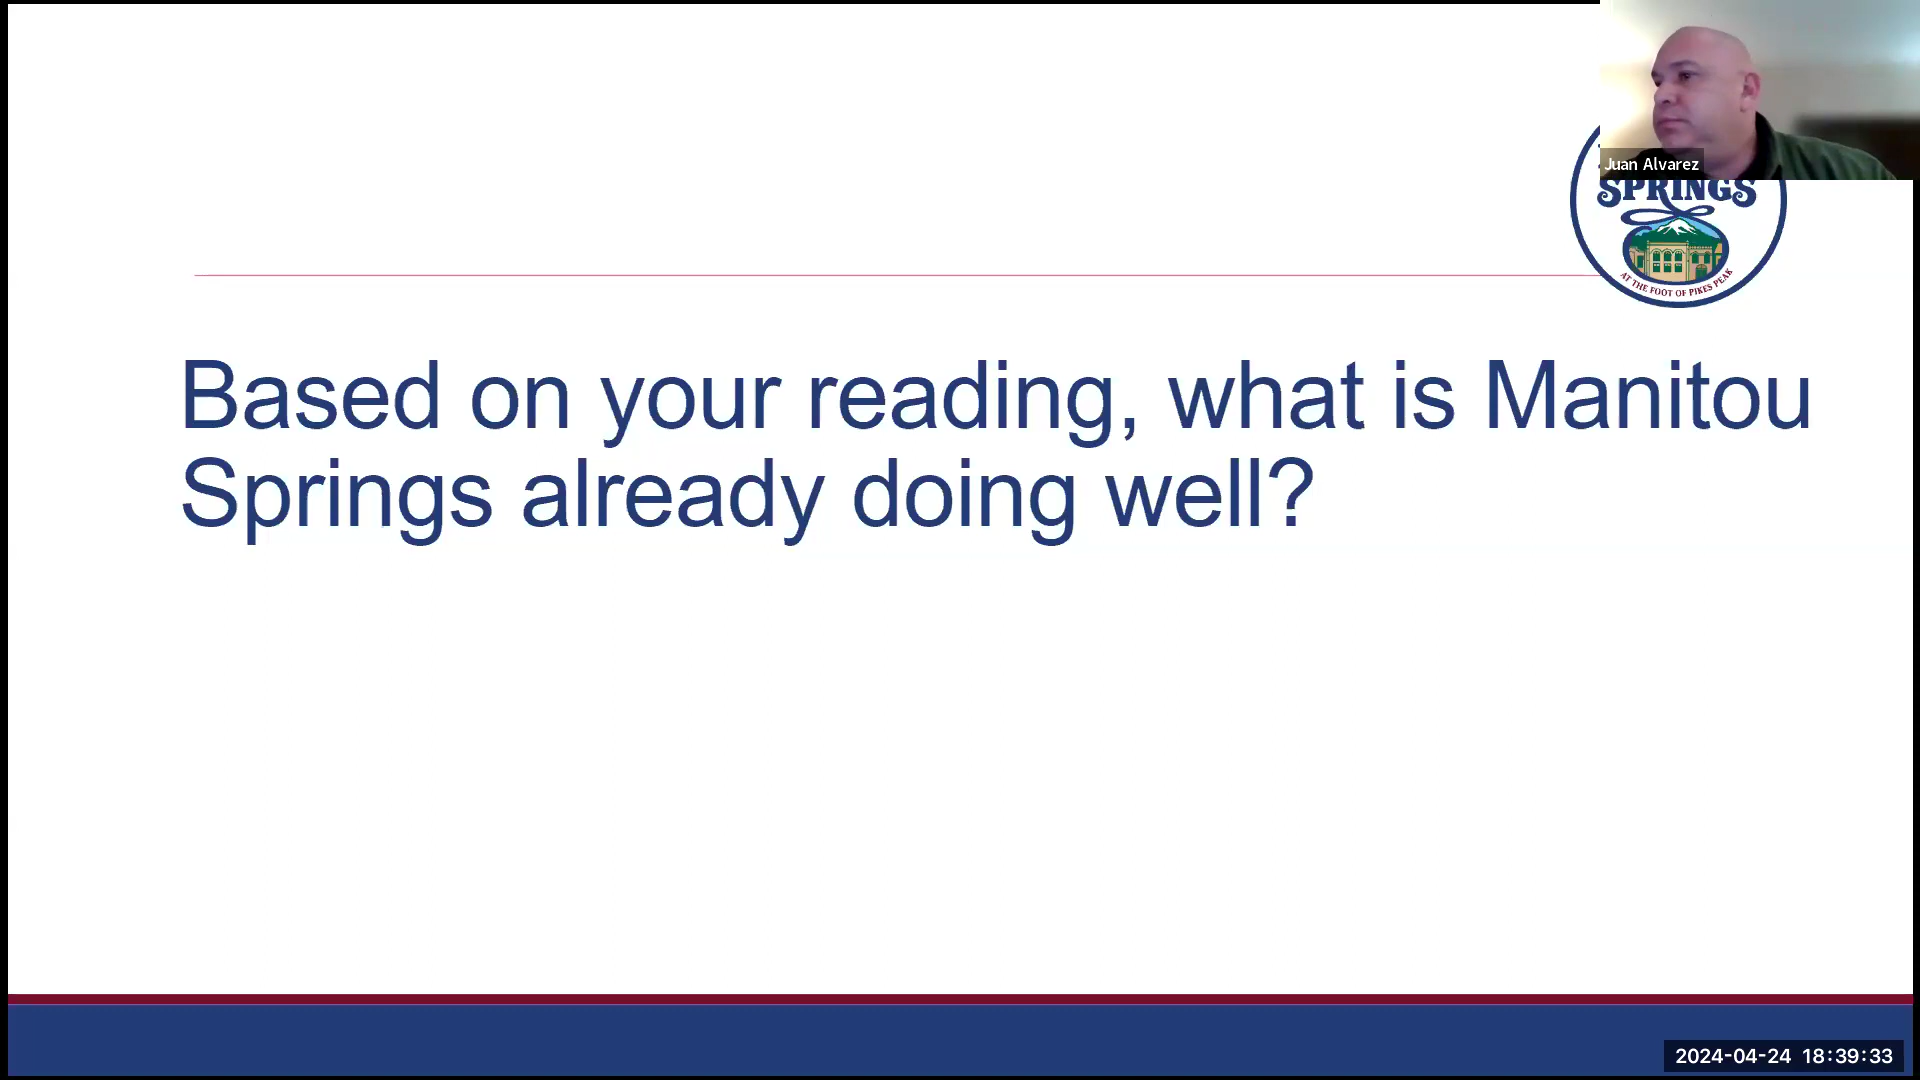 Juan Alvarez
SPRINGS
AT THE FOOT OF PIKES PEAK
Based on your reading, what is Manitou
Springs already doing well?
2024-04-24 18:39:33